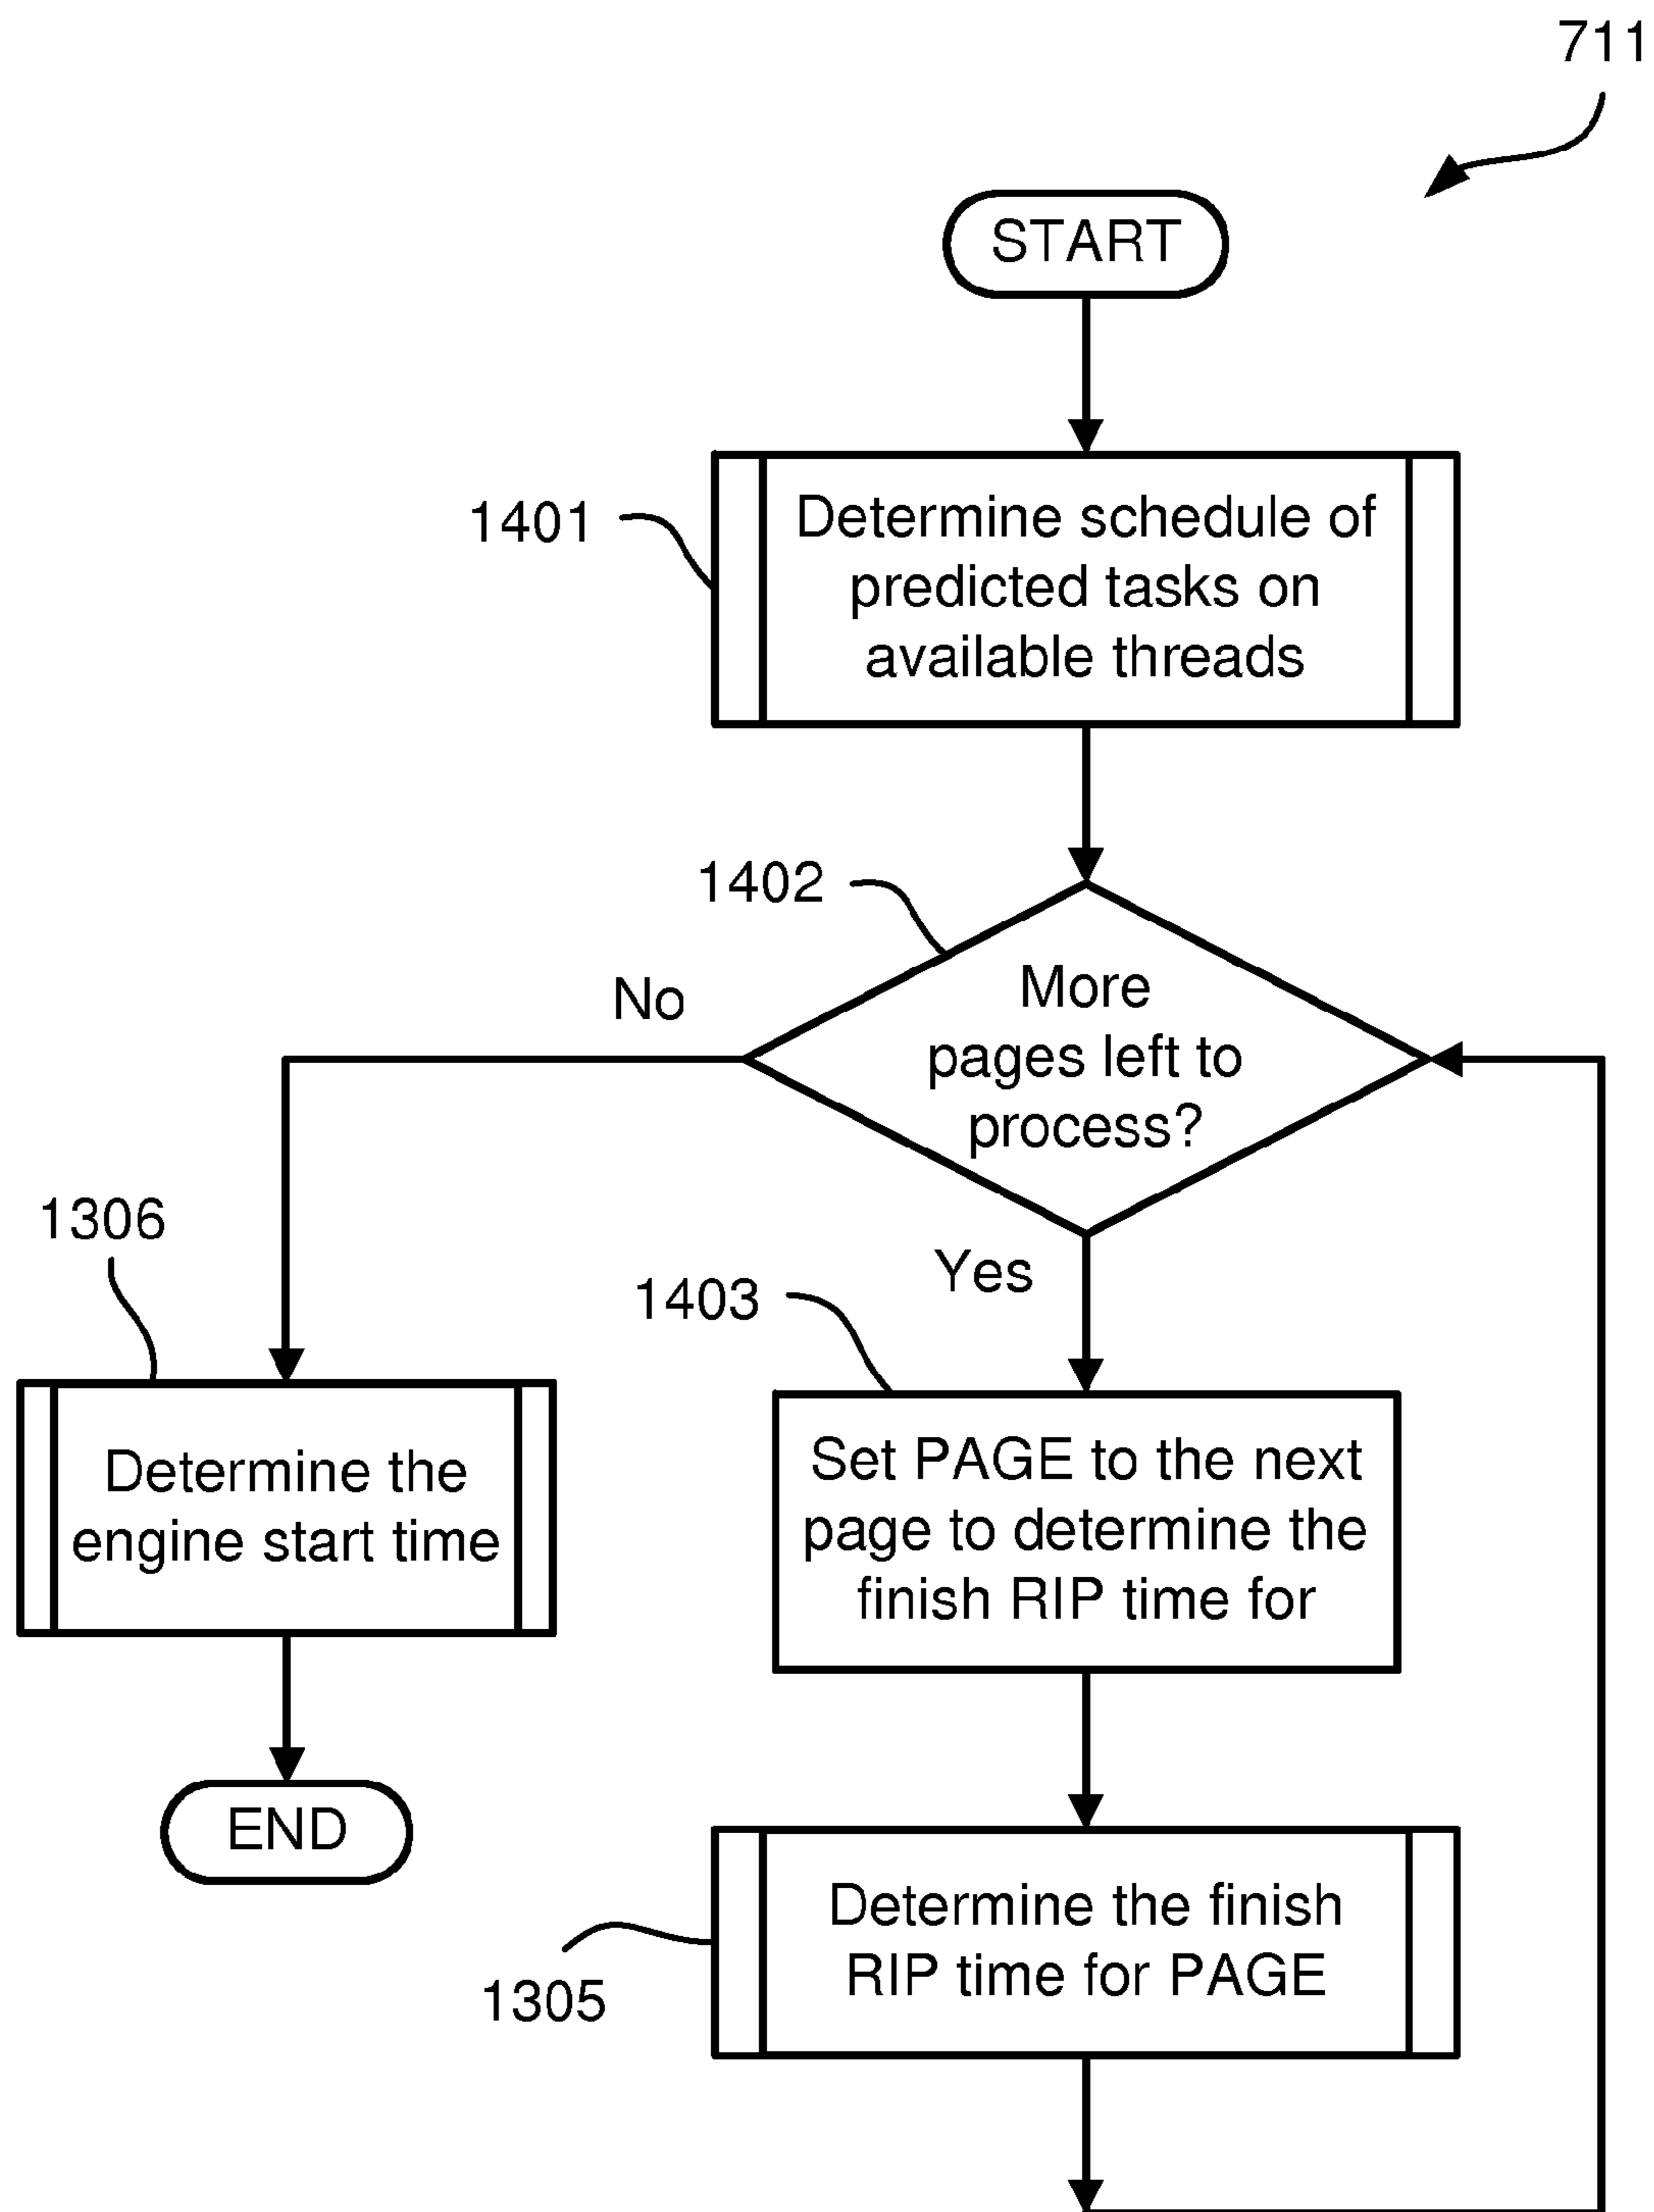 711
START
1401
Determine schedule of
predicted tasks on
available threads
1402
More
pages left to
process?
No
Yes
1306
Determine the
engine start time
END
1403
Set PAGE to the next
page to determine the
finish RIP time for
1305
Determine the finish
RIP time for PAGE